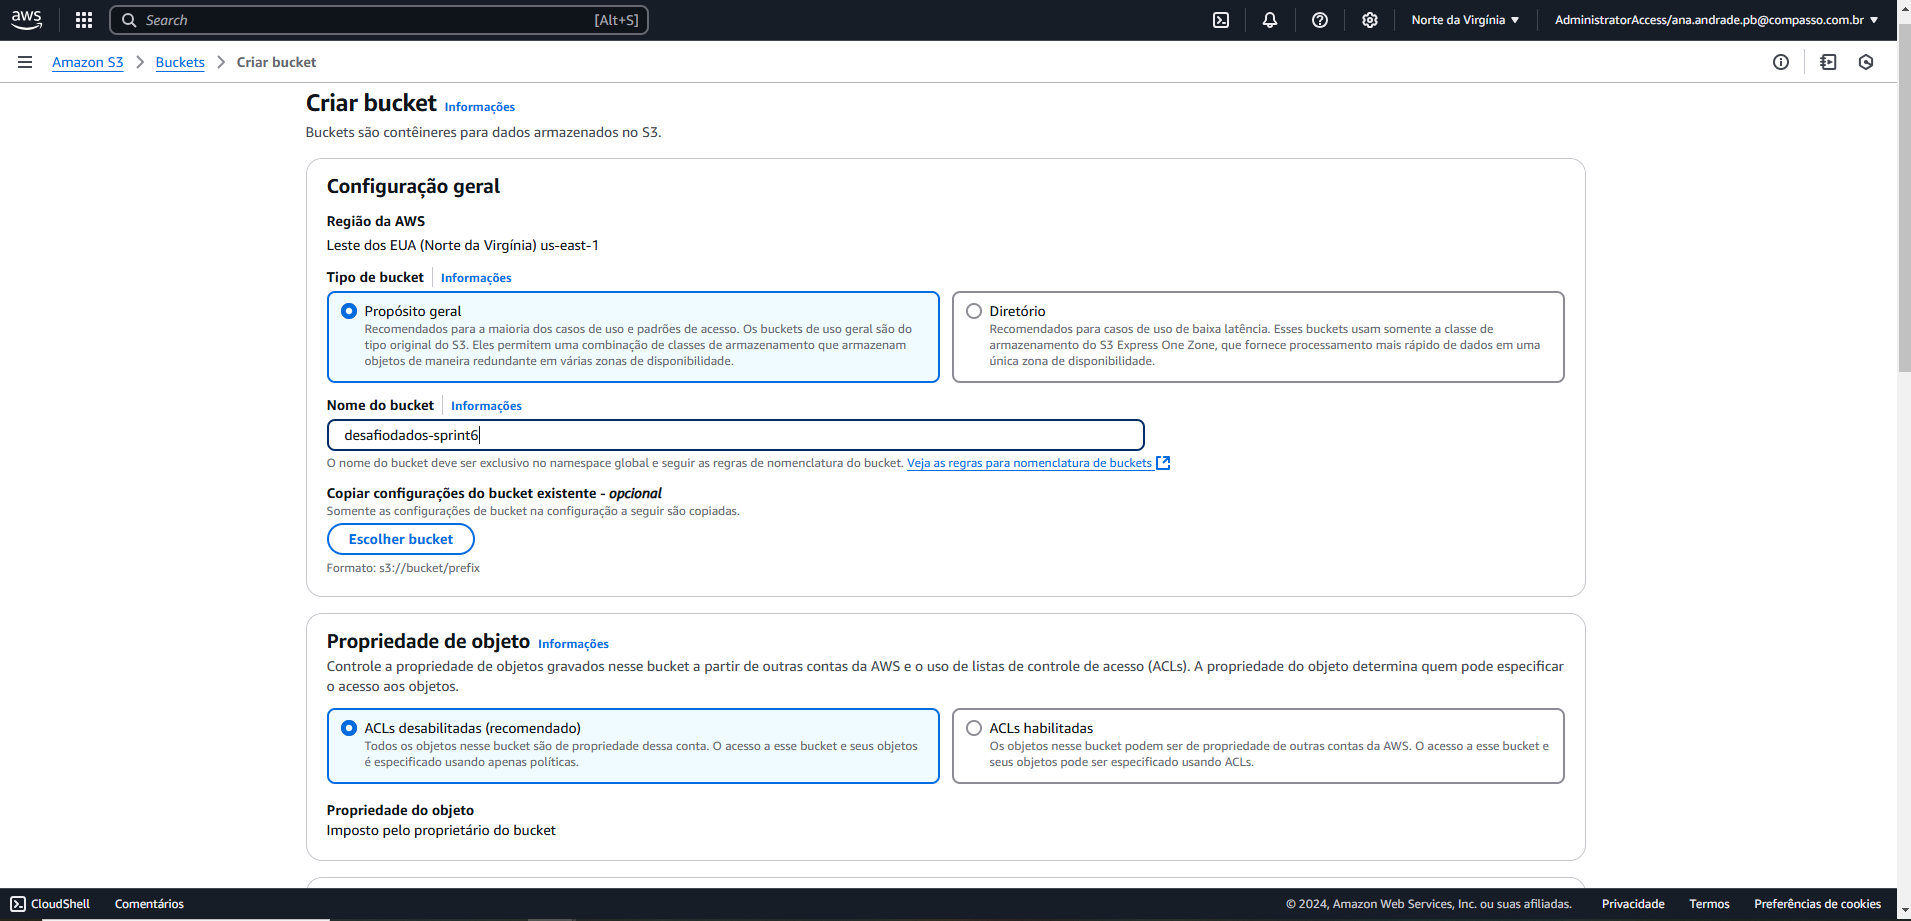 aws
Search
[Alt+S]
Norte da Virgínia
AdministratorAccess/ana.andrade.pb@compasso.com.br
Amazon S3
Buckets
Criar bucket
Criar bucket Informações
Buckets são contêineres para dados armazenados no S3.
Configuração geral
Região da AWS
Leste dos EUA (Norte da Virgínia) us-east-1
Tipo de bucket Informações
Propósito geral
Recomendados para a maioria dos casos de uso e padrões de acesso. Os buckets de uso geral são do
tipo original do S3. Eles permitem uma combinação de classes de armazenamento que armazenam
objetos de maneira redundante em várias zonas de disponibilidade.
Diretório
Recomendados para casos de uso de baixa latência. Esses buckets usam somente a classe de
armazenamento do S3 Express One Zone, que fornece processamento mais rápido de dados em uma
única zona de disponibilidade.
Nome do bucket Informações
desafiodados-sprint6
O nome do bucket deve ser exclusivo no namespace global e seguir as regras de nomenclatura do bucket. Veja as regras para nomenclatura de buckets
Copiar configurações do bucket existente - opcional
Somente as configurações de bucket na configuração a seguir são copiadas.
Escolher bucket
Formato: s3://bucket/prefix
Propriedade de objeto Informações
Controle a propriedade de objetos gravados nesse bucket a partir de outras contas da AWS e o uso de listas de controle de acesso (ACLs). A propriedade do objeto determina quem pode especificar
o acesso aos objetos.
ACLs desabilitadas (recomendado)
Todos os objetos nesse bucket são de propriedade dessa conta. O acesso a esse bucket e seus objetos
é especificado usando apenas políticas.
ACLs habilitadas
Os objetos nesse bucket podem ser de propriedade de outras contas da AWS. O acesso a esse bucket e
seus objetos pode ser especificado usando ACLs.
Propriedade do objeto
Imposto pelo proprietário do bucket
CloudShell
Comentários
© 2024, Amazon Web Services, Inc. ou suas afiliadas.
Privacidade
Termos
Preferências de cookies